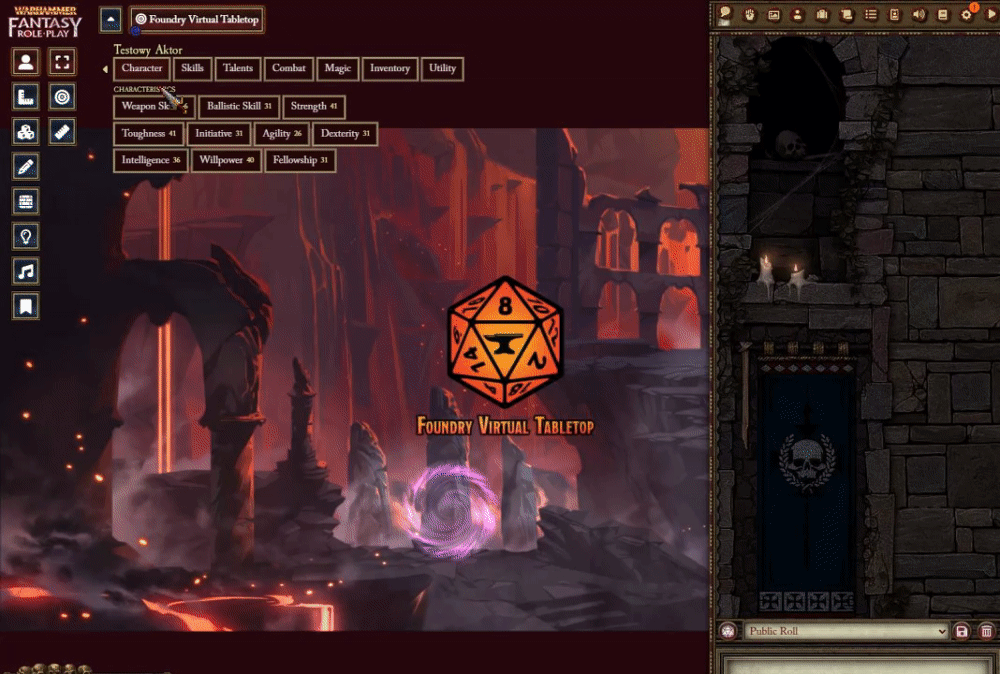 WARHAMMER
FANTASY
ROLE-PLAY
Foundry Virtual Tabletop
Testowy Aktor
Character Skills Talents Combat Magic Inventory Utility
Weapon
Ballistic Skill 31 Strength 41
Toughness 41 Initiative 31 Agility 26 Dexterity 31
Intelligence 36 Willpower 40 Fellowship 31
8
FOUNDRY VIRTUAL TABLETOP
Public Roll